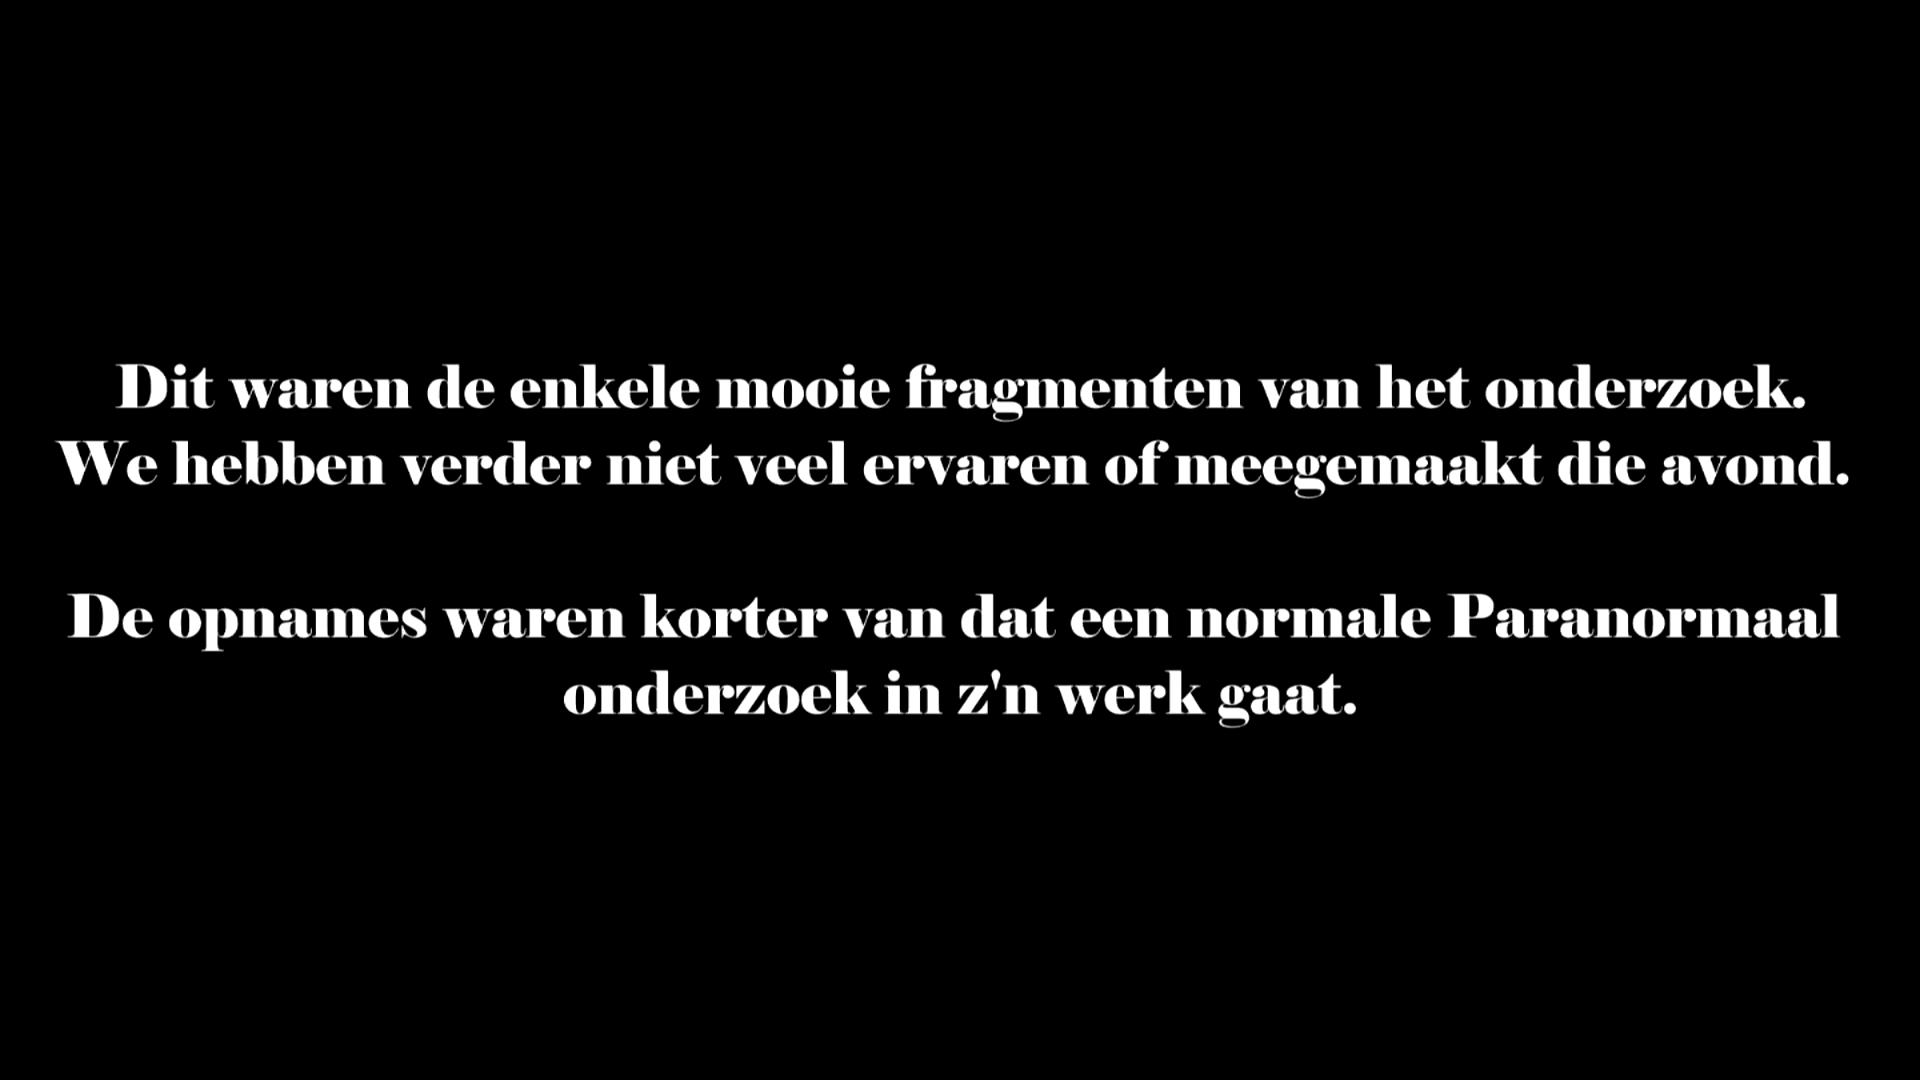 Dit waren de enkele mooie fragmenten van het onderzoek.
We hebben verder niet veel ervaren of meegemaakt die avond.
De opnames waren korter van dat een normale Paranormaal
onderzoek in z'n werk gaat.